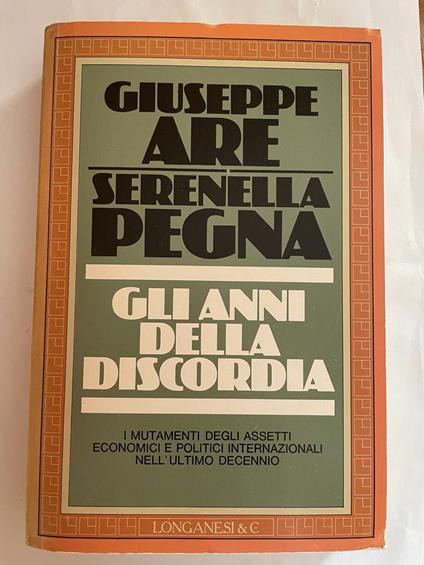 GIUSEPPE
ARE
SERENELLA
PEGNA
GLI ANNI
DELLA
DISCORDIA
I MUTAMENTI DEGLI ASSETTI
ECONOMICI E POLITICI INTERNAZIONALI
NELL'ULTIMO DECENNIO
LONGANESI & C.